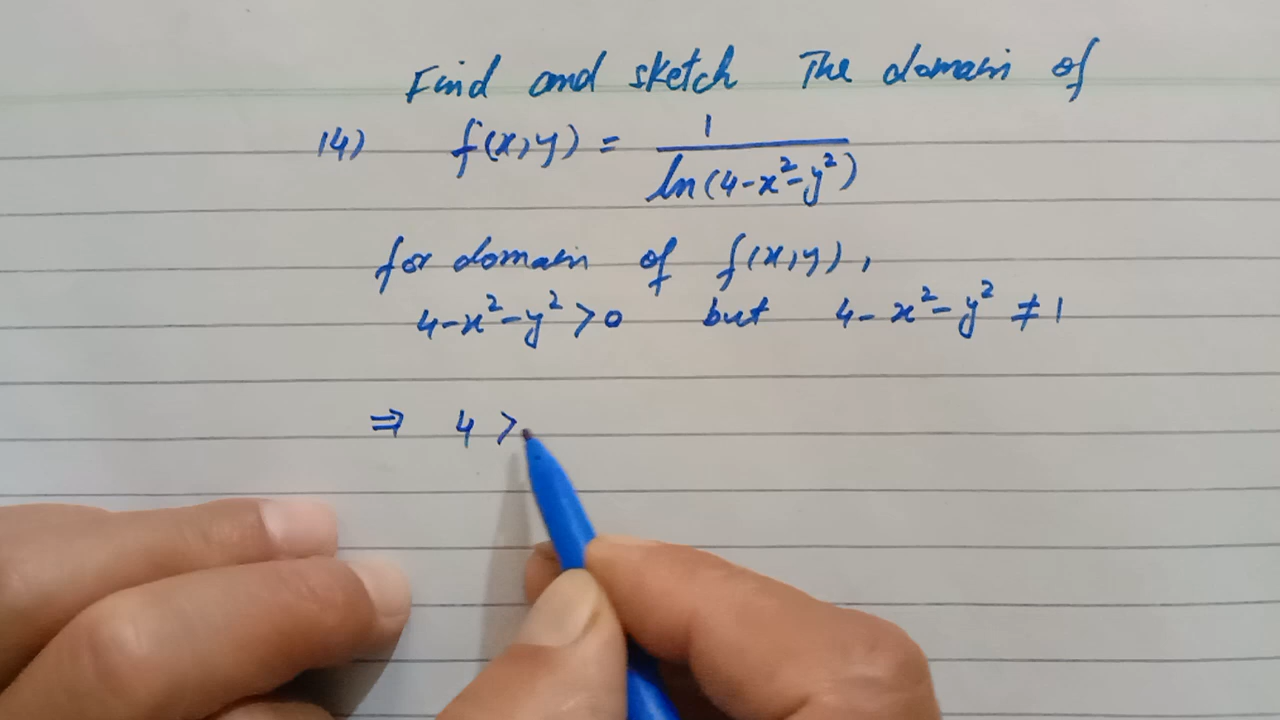 Find and sketch The domain of
14) f(x,y) = 1/ln(4-x²-y²)
for domain of f(x,y),
4-x²-y²>0 but 4-x²-y² ≠ 1
⇒ 4 >